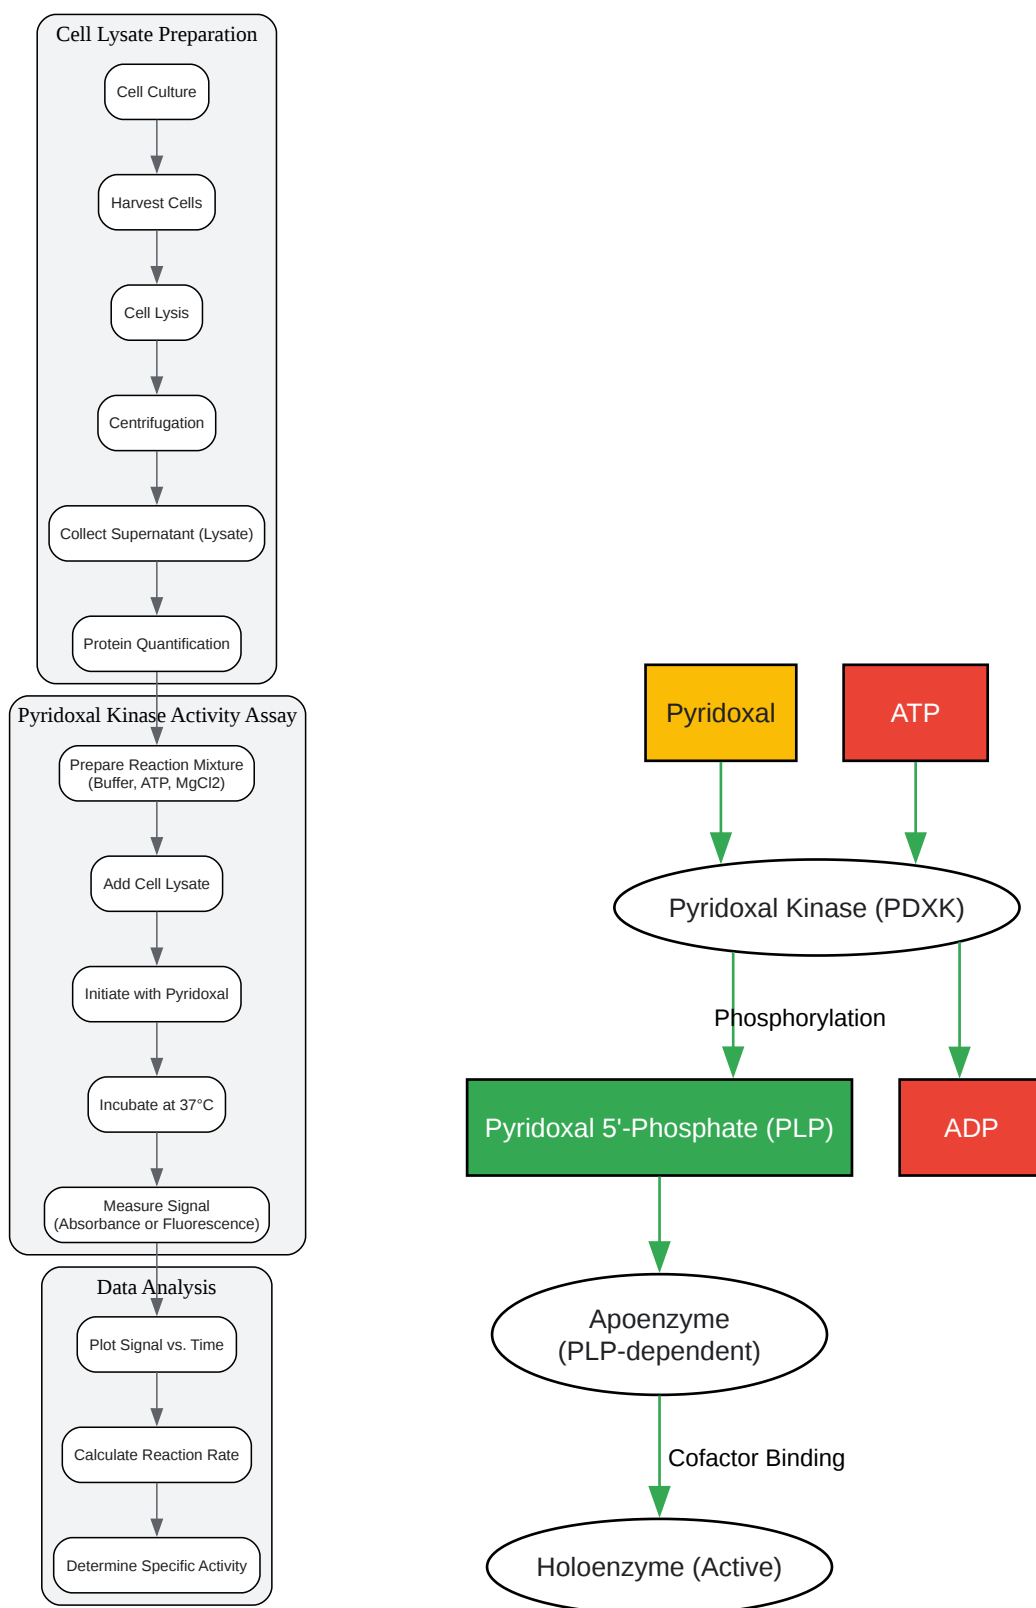 Cell Lysate Preparation
Cell Culture
Harvest Cells
Cell Lysis
Centrifugation
Collect Supernatant (Lysate)
Protein Quantification
Pyridoxal Kinase Activity Assay
Prepare Reaction Mixture
(Buffer, ATP, MgCl2)
Add Cell Lysate
Initiate with Pyridoxal
Incubate at 37°C
Measure Signal
(Absorbance or Fluorescence)
Data Analysis
Plot Signal vs. Time
Calculate Reaction Rate
Determine Specific Activity
Pyridoxal
ATP
Pyridoxal Kinase (PDXK)
Phosphorylation
Pyridoxal 5'-Phosphate (PLP)
ADP
Apoenzyme
(PLP-dependent)
Cofactor Binding
Holoenzyme (Active)